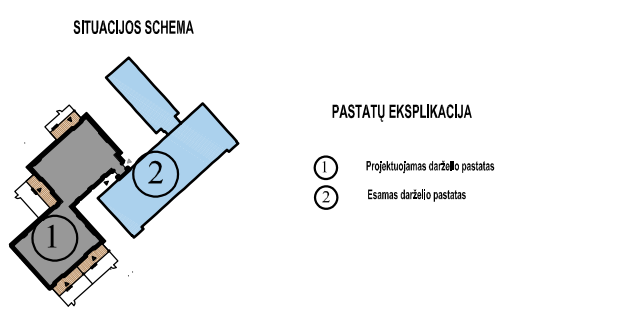 SITUACIJOS SCHEMA
2
1
PASTATŲ EKSPLIKACIJA
1 Projektuojamas darželio pastatas
2 Esamas darželio pastatas